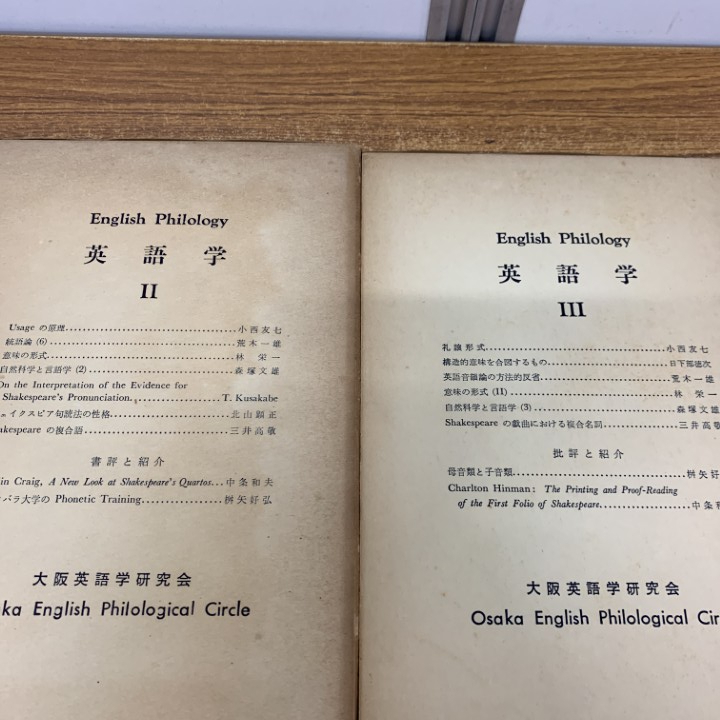 English Philology
英語学
II
Usage の原理……小西友七
統語論 (6)……荒木一雄
意味の形式……林 栄一
自然科学と言語学 (2)……森塚文雄
On the Interpretation of the Evidence for
Shakespeare's Pronunciation……T. Kusakabe
ェイクスピア句読法の性格……北山顕正
akespeare の複合語……三井高敬
書評と紹介
in Craig, A New Look at Shakespeare's Quartos…中条和夫
バラ大学の Phonetic Training……桝矢好弘
大阪英語学研究会
ka English Philological Circle
English Philology
英語学
III
礼譲形式……小西友七
構造的意味を合図するもの……日下部徳次
英語音韻論の方法的反省……荒木一雄
意味の形式 (II)……林 栄一
自然科学と言語学 (3)……森塚文雄
Shakespeare の戯曲における複合名詞……三井高敬
批評と紹介
母音類と子音類……桝矢好
Charlton Hinman: The Printing and Proof-Reading
of the First Folio of Shakespeare……中条和
大阪英語学研究会
Osaka English Philological Cir